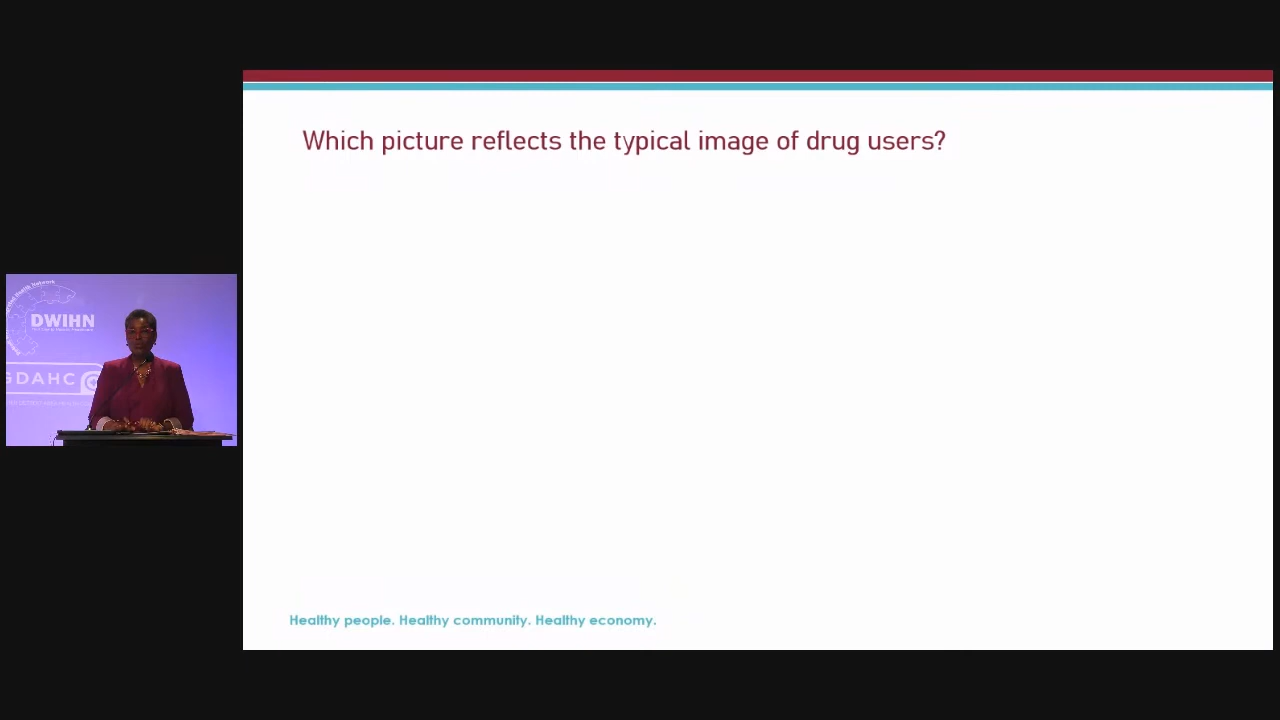 Which picture reflects the typical image of drug users?
DWIHN
GDAHC
Healthy people. Healthy community. Healthy economy.